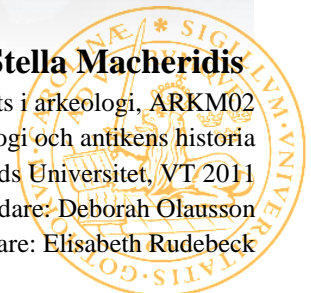 Stella Macheridis
ts i arkeologi, ARKM02
ogi och antikens historia
ds Universitet, VT 2011
dare: Deborah Olausson
are: Elisabeth Rudebeck